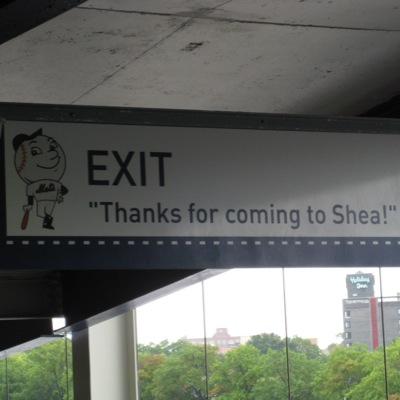 EXIT
"Thanks for coming to Shea!"
Mets
Holiday
Inn